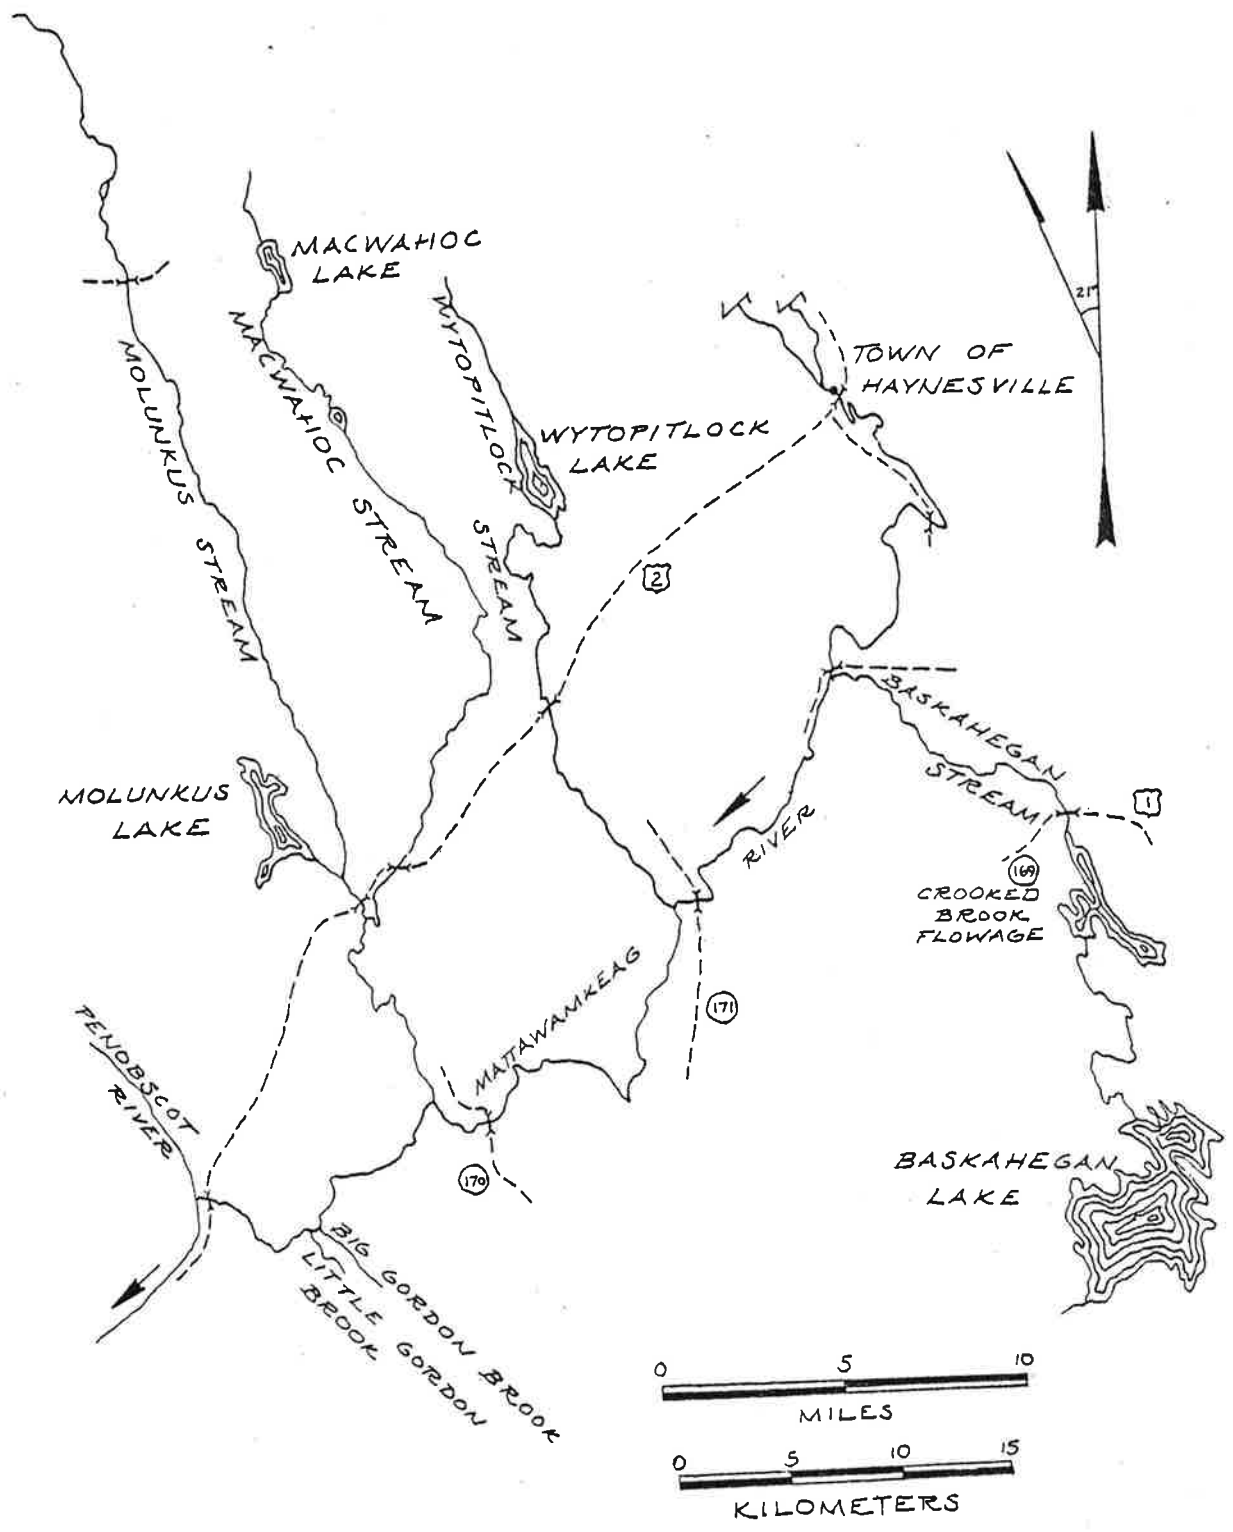 MACWAHOC
LAKE
MOLUNKUS STREAM
MACWAHOC STREAM
WYTOPITLOCK STREAM
WYTOPITLOCK
LAKE
TOWN OF
HAYNESVILLE
21°
2
BASKAHEGAN
STREAM
1
169
CROOKED
BROOK
FLOWAGE
MOLUNKUS
LAKE
MATTAWAMKEAG RIVER
171
170
PENOBSCOT
RIVER
BASKAHEGAN
LAKE
BIG GORDON BROOK
LITTLE GORDON
BROOK
0 5 10
MILES
0 5 10 15
KILOMETERS